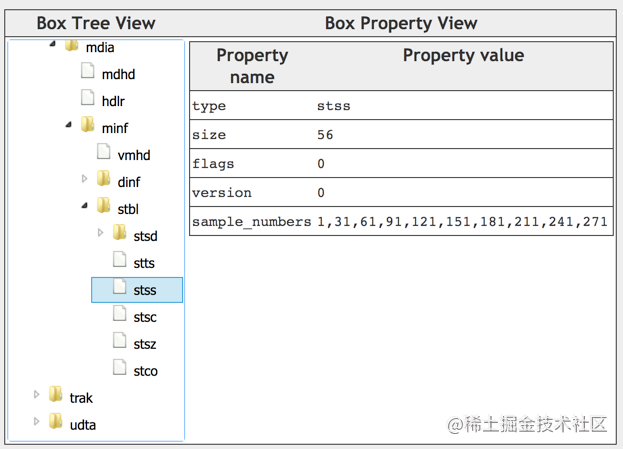 Box Tree View
Box Property View
mdia
mdhd
hdlr
minf
vmhd
dinf
stbl
stsd
stts
stss
stsc
stsz
stco
trak
udta
Property name
Property value
type stss
size 56
flags 0
version 0
sample_numbers 1,31,61,91,121,151,181,211,241,271
@稀土掘金技术社区